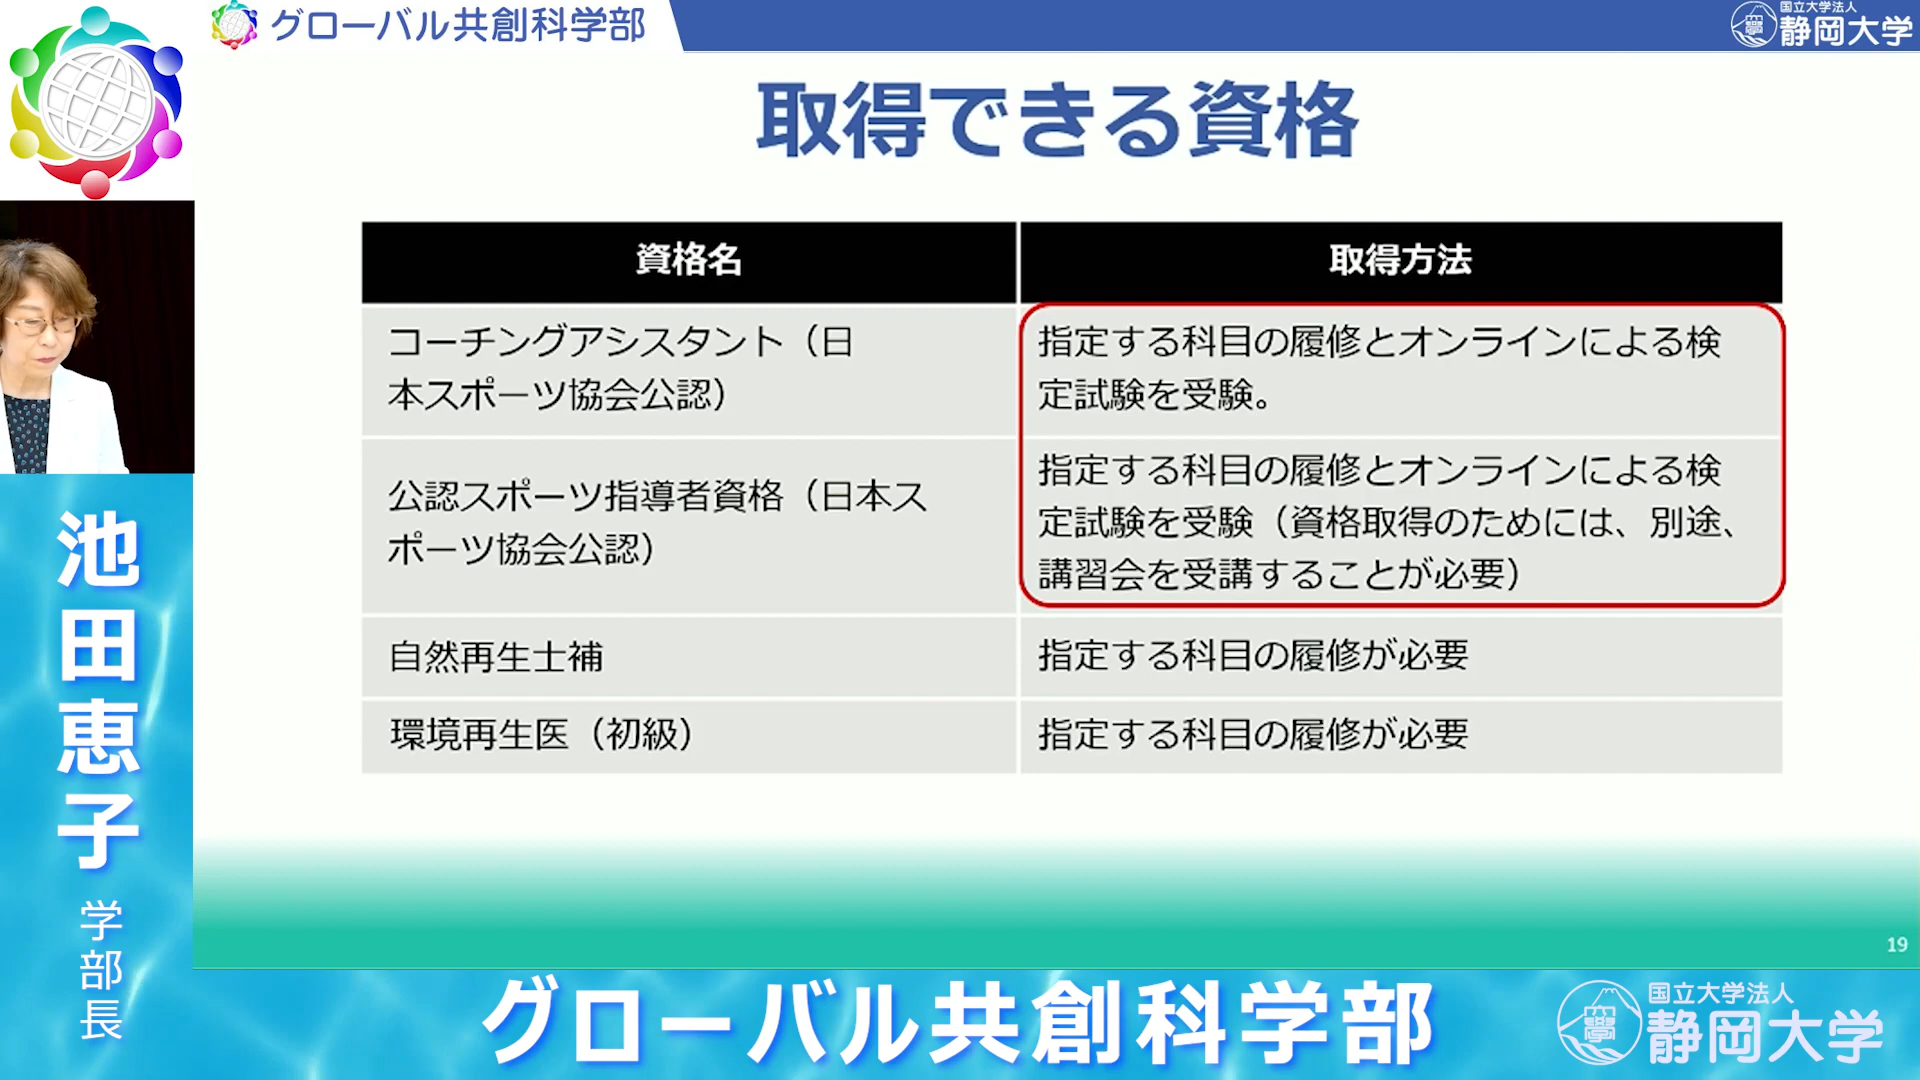 グローバル共創科学部
国立大学法人
静岡大学
取得できる資格
資格名
取得方法
コーチングアシスタント（日
本スポーツ協会公認）
指定する科目の履修とオンラインによる検
定試験を受験。
公認スポーツ指導者資格（日本ス
ポーツ協会公認）
指定する科目の履修とオンラインによる検
定試験を受験（資格取得のためには、別途、
講習会を受講することが必要）
自然再生士補
指定する科目の履修が必要
環境再生医（初級）
指定する科目の履修が必要
19
池田恵子
学部長
グローバル共創科学部
国立大学法人
静岡大学